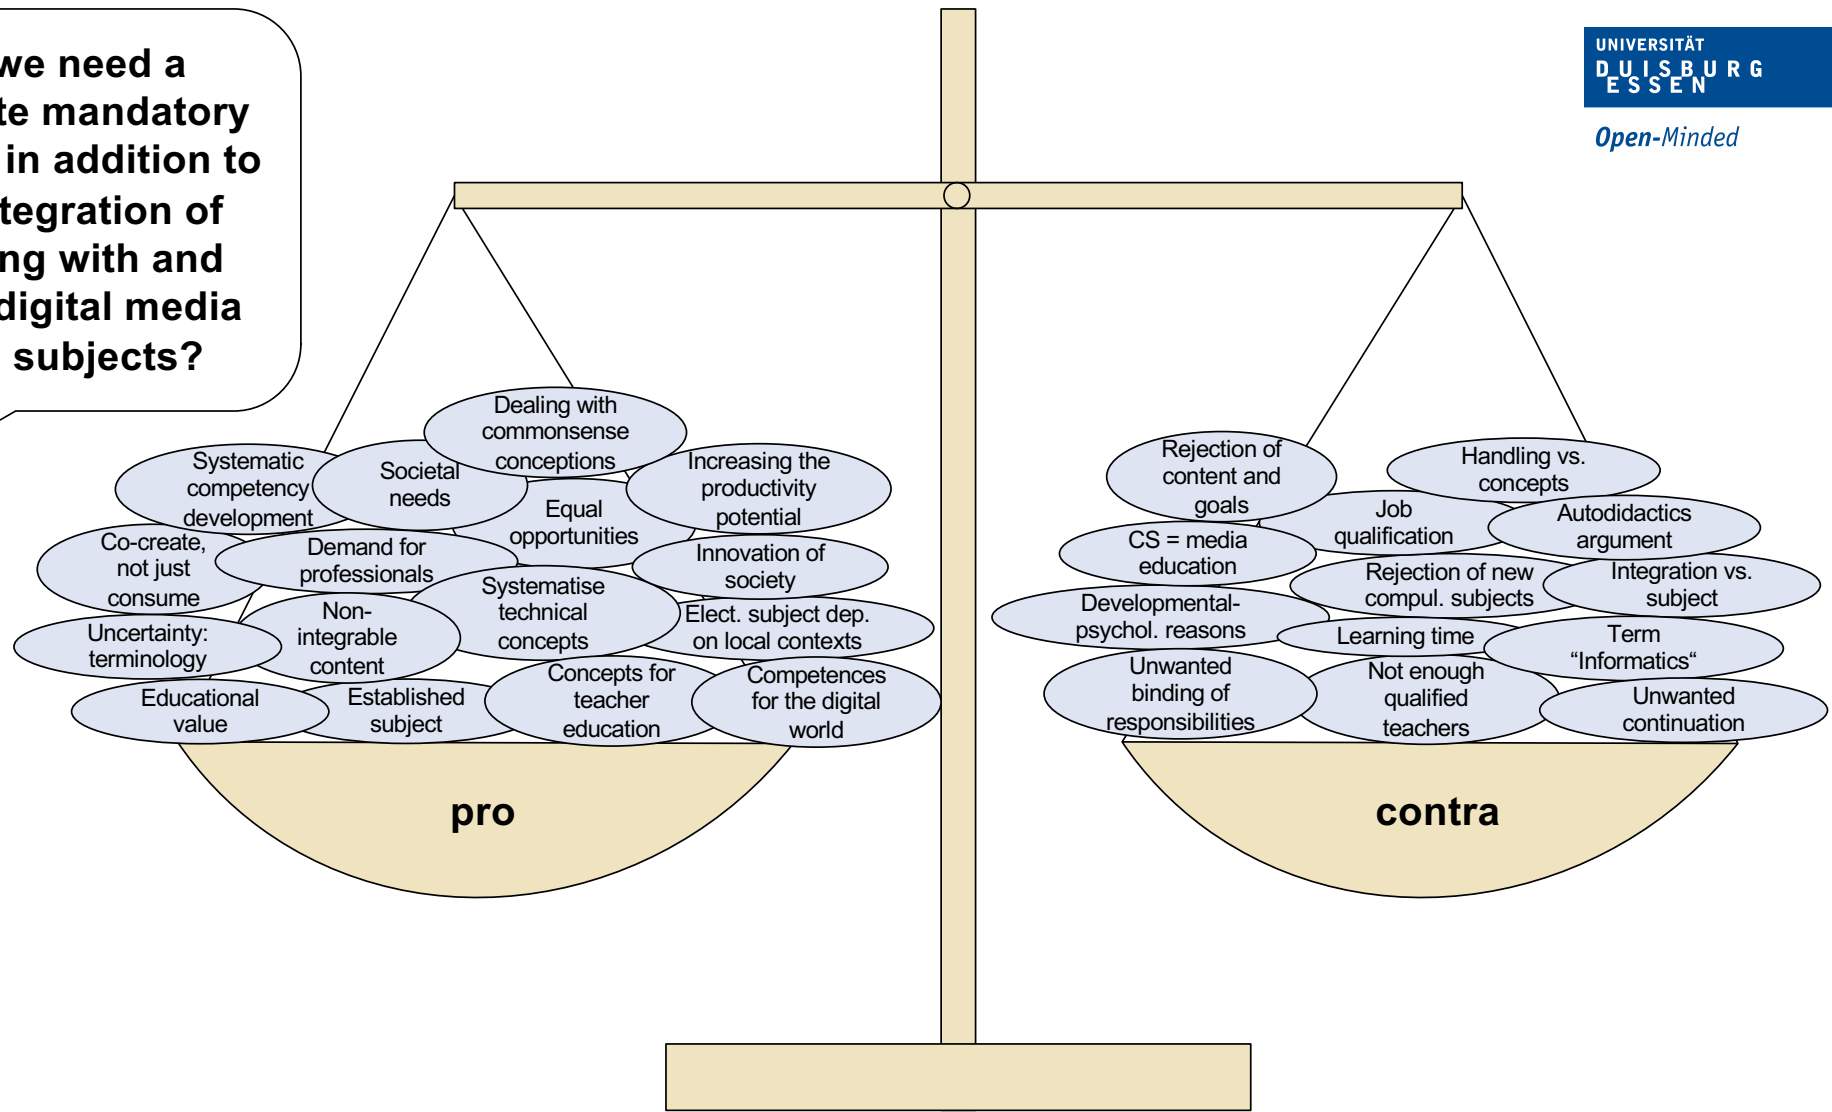 we need a
te mandatory
in addition to
tegration of
ng with and
digital media
subjects?
UNIVERSITÄT
DUISBURG
ESSEN
Open-Minded
Dealing with
commonsense
conceptions
Systematic
competency
development
Societal
needs
Increasing the
productivity
potential
Equal
opportunities
Co-create,
not just
consume
Demand for
professionals
Innovation of
society
Systematise
technical
concepts
Non-
integrable
content
Elect. subject dep.
on local contexts
Uncertainty:
terminology
Educational
value
Established
subject
Concepts for
teacher
education
Competences
for the digital
world
pro
Rejection of
content and
goals
Handling vs.
concepts
Job
qualification
Autodidactics
argument
CS = media
education
Rejection of new
compul. subjects
Integration vs.
subject
Developmental-
psychol. reasons
Learning time
Term
“Informatics“
Unwanted
binding of
responsibilities
Not enough
qualified
teachers
Unwanted
continuation
contra